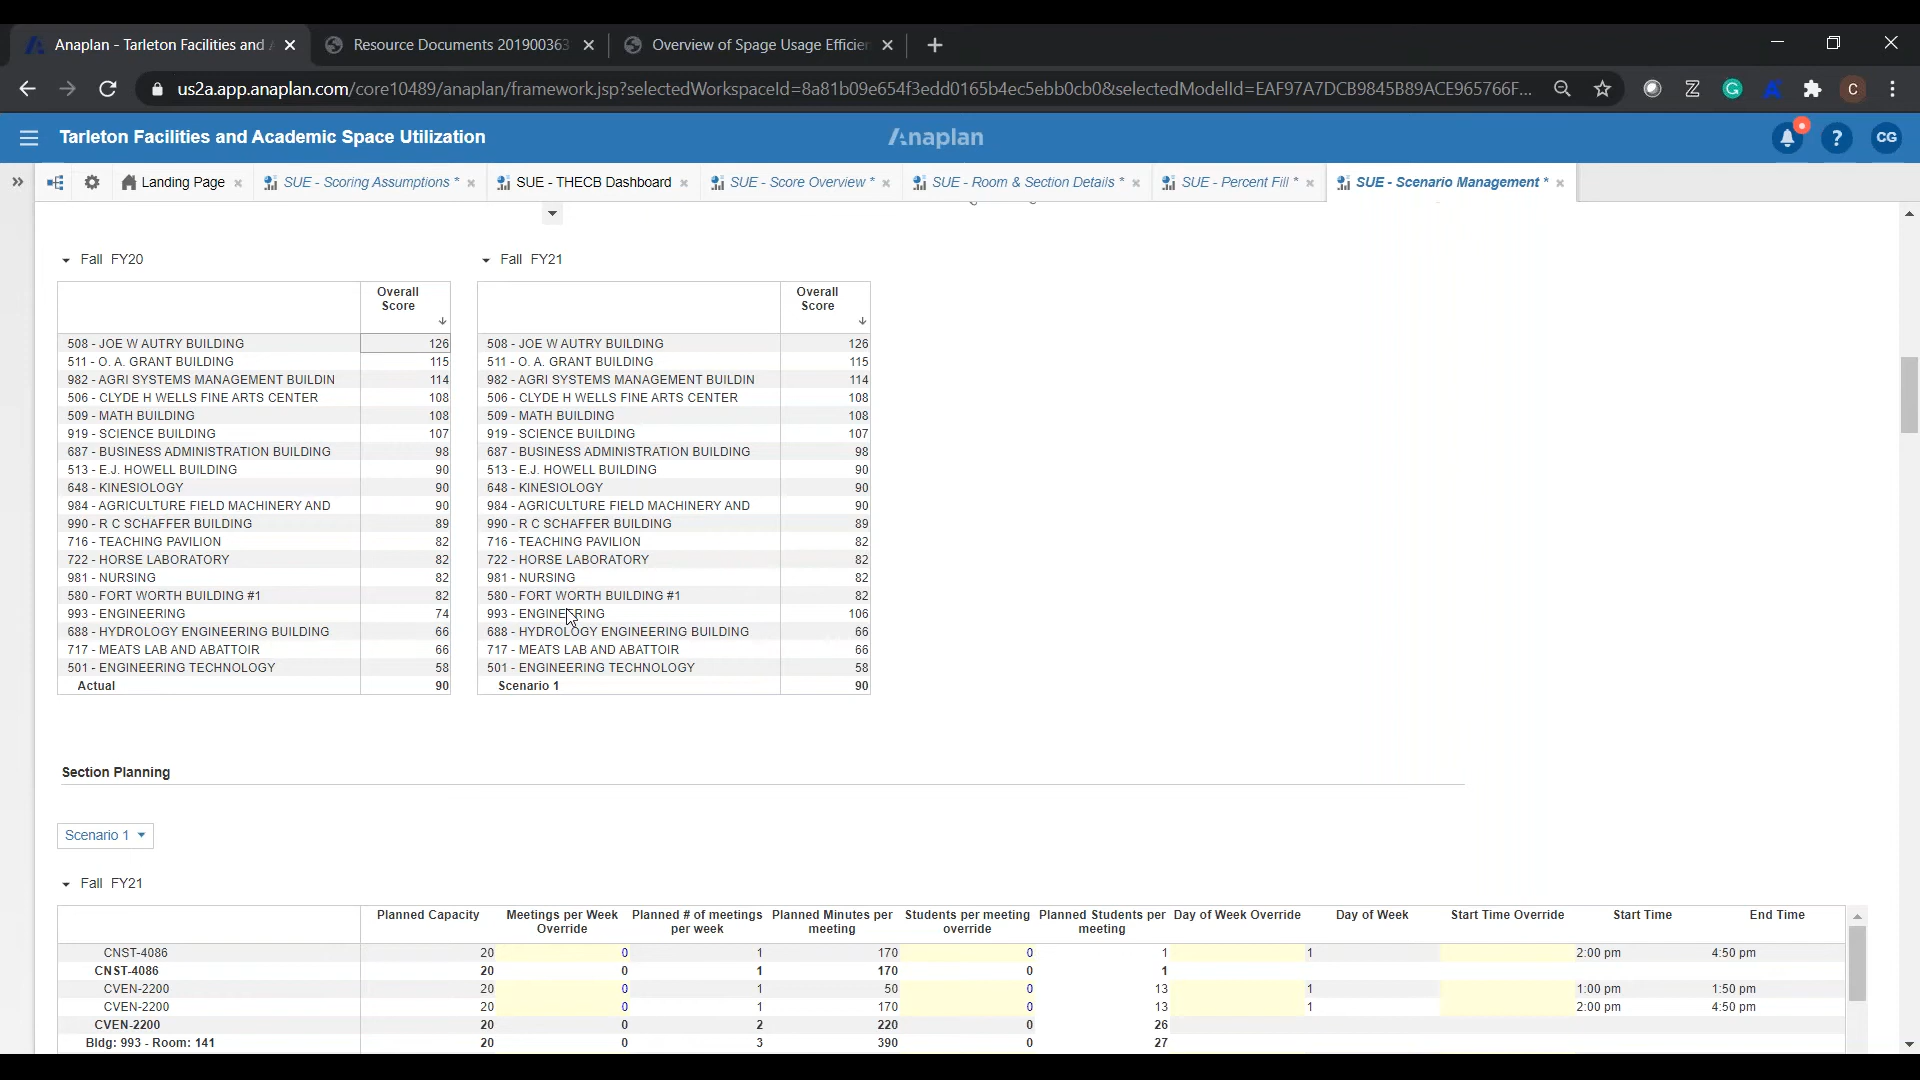 Anaplan - Tarleton Facilities and A
Resource Documents 201900363
Overview of Spage Usage Efficien
us2a.app.anaplan.com/core10489/anaplan/framework.jsp?selectedWorkspaceId=8a81b09e654f3edd0165b4ec5ebb0cb0&selectedModelId=EAF97A7DCB9845B89ACE965766F...
Z
C
Tarleton Facilities and Academic Space Utilization
Anaplan
?
CG
Landing Page
SUE - Scoring Assumptions *
SUE - THECB Dashboard
SUE - Score Overview *
SUE - Room & Section Details *
SUE - Percent Fill *
SUE - Scenario Management *
Fall FY20
Overall Score
508 - JOE W AUTRY BUILDING 126
511 - O. A. GRANT BUILDING 115
982 - AGRI SYSTEMS MANAGEMENT BUILDIN 114
506 - CLYDE H WELLS FINE ARTS CENTER 108
509 - MATH BUILDING 108
919 - SCIENCE BUILDING 107
687 - BUSINESS ADMINISTRATION BUILDING 98
513 - E.J. HOWELL BUILDING 90
648 - KINESIOLOGY 90
984 - AGRICULTURE FIELD MACHINERY AND 90
990 - R C SCHAFFER BUILDING 89
716 - TEACHING PAVILION 82
722 - HORSE LABORATORY 82
981 - NURSING 82
580 - FORT WORTH BUILDING #1 82
993 - ENGINEERING 74
688 - HYDROLOGY ENGINEERING BUILDING 66
717 - MEATS LAB AND ABATTOIR 66
501 - ENGINEERING TECHNOLOGY 58
Actual 90
Fall FY21
Overall Score
508 - JOE W AUTRY BUILDING 126
511 - O. A. GRANT BUILDING 115
982 - AGRI SYSTEMS MANAGEMENT BUILDIN 114
506 - CLYDE H WELLS FINE ARTS CENTER 108
509 - MATH BUILDING 108
919 - SCIENCE BUILDING 107
687 - BUSINESS ADMINISTRATION BUILDING 98
513 - E.J. HOWELL BUILDING 90
648 - KINESIOLOGY 90
984 - AGRICULTURE FIELD MACHINERY AND 90
990 - R C SCHAFFER BUILDING 89
716 - TEACHING PAVILION 82
722 - HORSE LABORATORY 82
981 - NURSING 82
580 - FORT WORTH BUILDING #1 82
993 - ENGINEERING 106
688 - HYDROLOGY ENGINEERING BUILDING 66
717 - MEATS LAB AND ABATTOIR 66
501 - ENGINEERING TECHNOLOGY 58
Scenario 1 90
Section Planning
Scenario 1
Fall FY21
Planned Capacity Meetings per Week Planned # of meetings Planned Minutes per Students per meeting Planned Students per Day of Week Override Day of Week Start Time Override Start Time End Time
Override per week meeting override meeting
CNST-4086 20 0 1 170 0 1 1 2:00 pm 4:50 pm
CNST-4086 20 0 1 170 0 1
CVEN-2200 20 0 1 50 0 13 1 1:00 pm 1:50 pm
CVEN-2200 20 0 1 170 0 13 1 2:00 pm 4:50 pm
CVEN-2200 20 0 2 220 0 26
Bldg: 993 - Room: 141 20 0 3 390 0 27